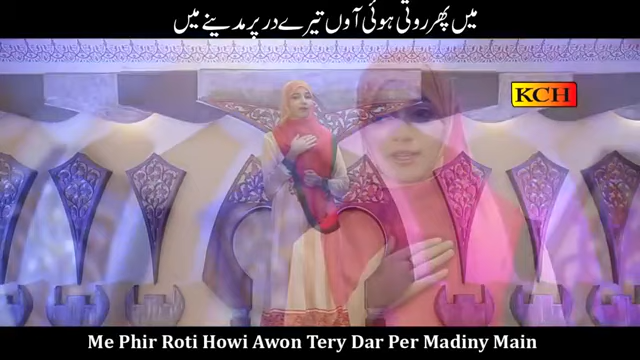 میں پھر روتی ہوئی آوں تیرے در پر مدینے میں
KCH
Me Phir Roti Howi Awon Tery Dar Per Madiny Main